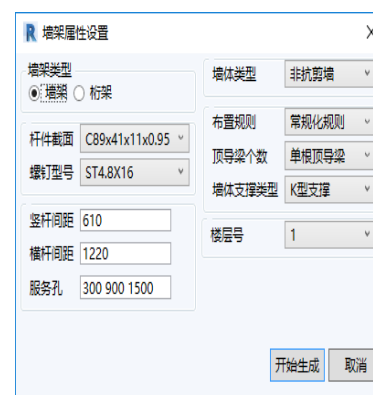 R 墙架属性设置 X
墙架类型
墙架 桁架
杆件截面 C89x41x11x0.95
螺钉型号 ST4.8X16
竖杆间距 610
横杆间距 1220
服务孔 300 900 1500
墙体类型 非抗剪墙
布置规则 常规化规则
顶导梁个数 单根顶导梁
墙体支撑类型 K型支撑
楼层号 1
开始生成 取消